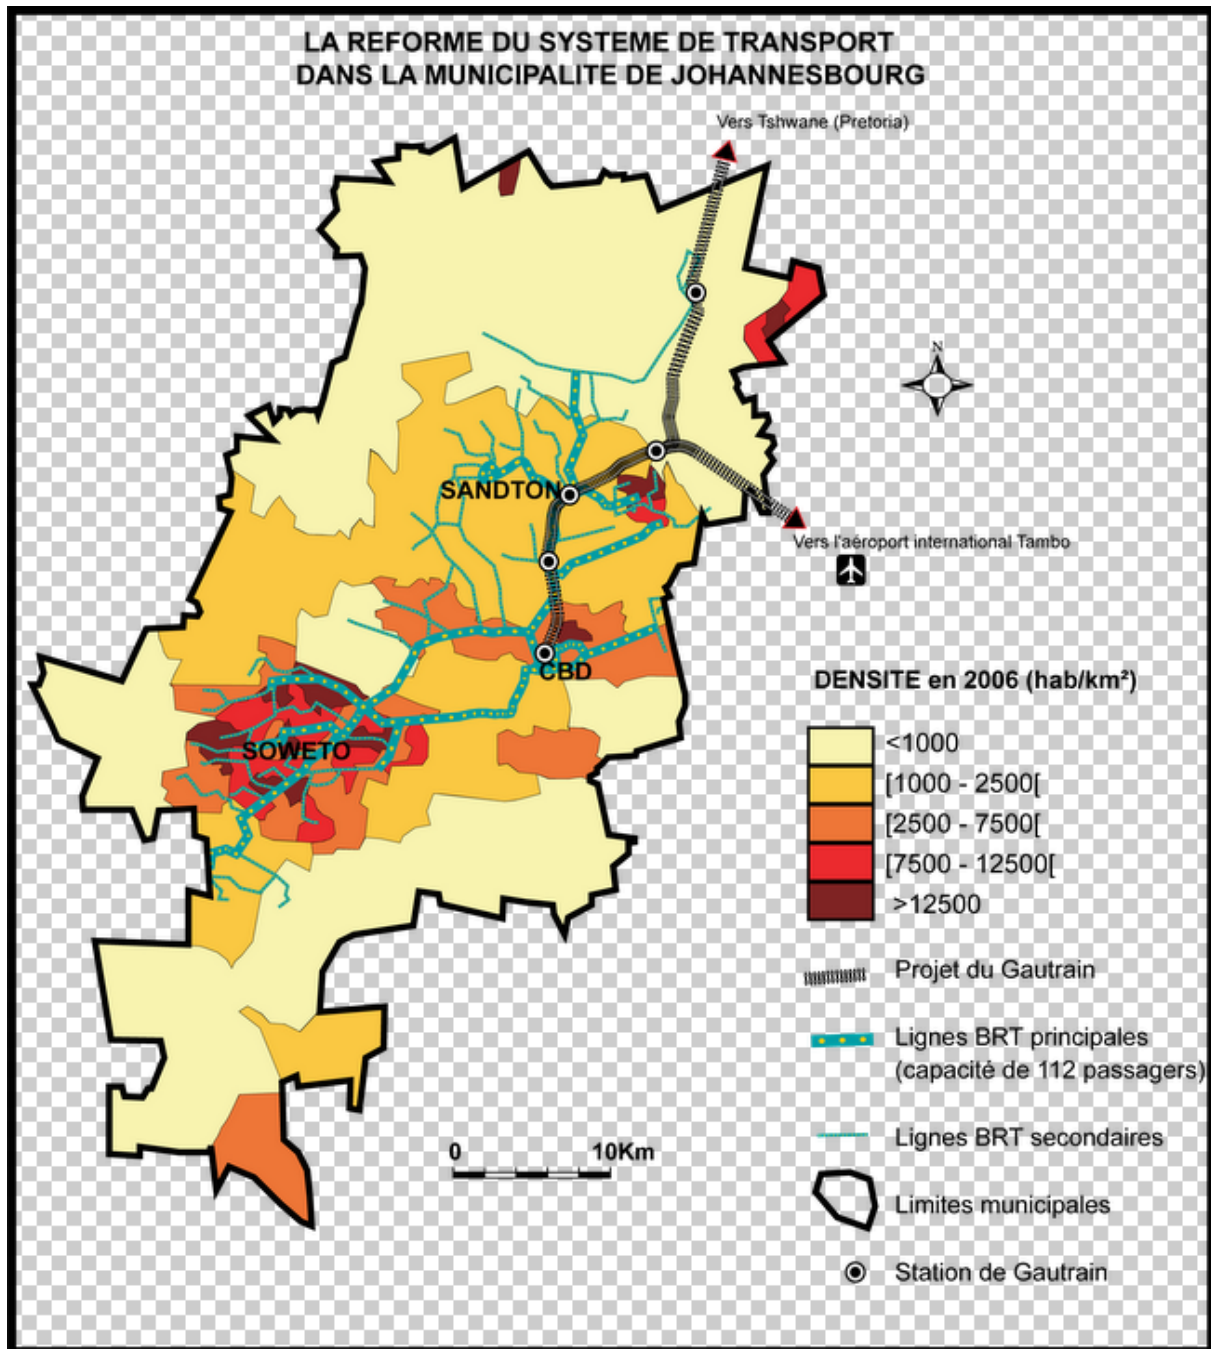 LA REFORME DU SYSTEME DE TRANSPORT
DANS LA MUNICIPALITE DE JOHANNESBOURG
Vers Tshwane (Pretoria)
N
SANDTON
Vers l'aéroport international Tambo
CBD
SOWETO
DENSITE en 2006 (hab/km²)
<1000
[1000 - 2500[
[2500 - 7500[
[7500 - 12500[
>12500
Projet du Gautrain
Lignes BRT principales
(capacité de 112 passagers)
Lignes BRT secondaires
0 10Km
Limites municipales
Station de Gautrain